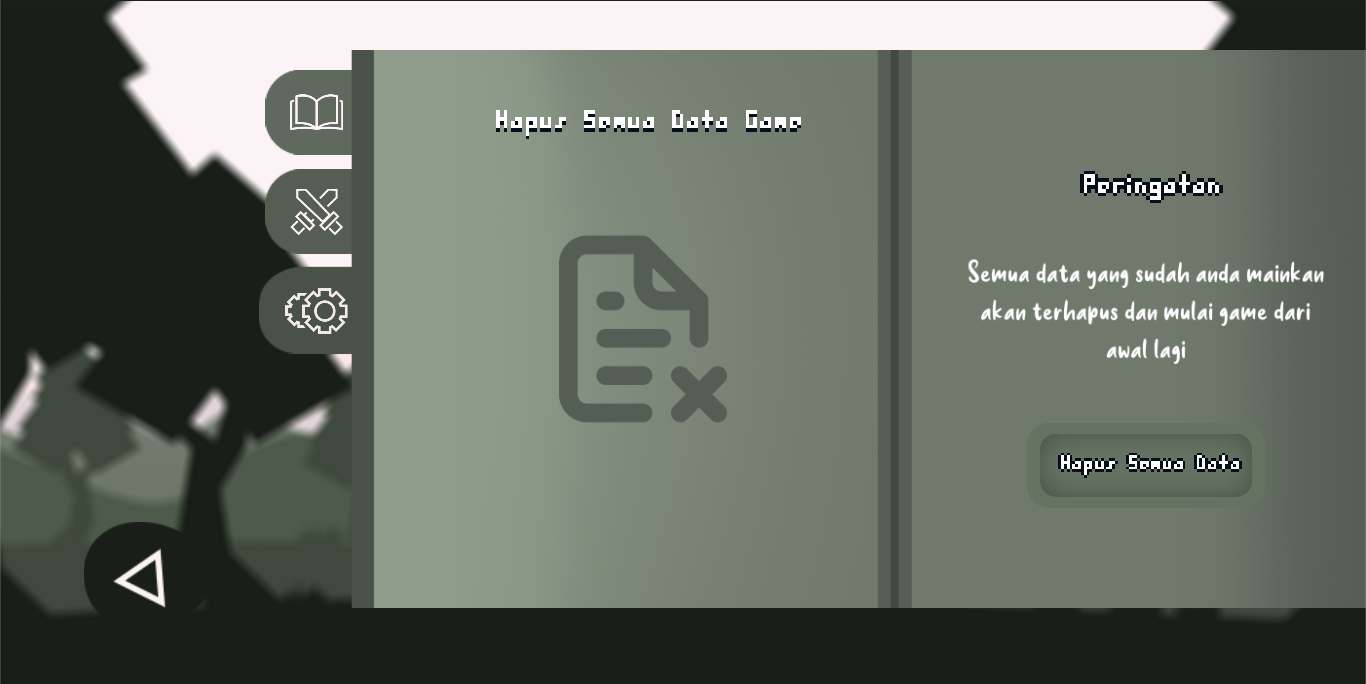 Hapus Semua Data Game
Peringatan
Semua data yang sudah anda mainkan
akan terhapus dan mulai game dari
awal lagi
Hapus Semua Data